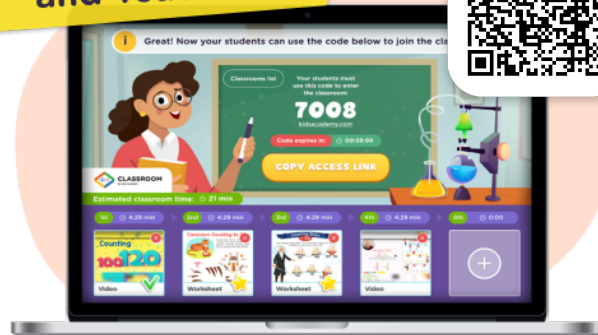 Great! Now your students can use the code below to join the cla
Classrooms list
Your students must
use this code to enter
the classroom:
7008
kidsacademy.com
Code expires in: 00:59:99
COPY ACCESS LINK
CLASSROOM
Estimated classroom time: 21 min
1st 4:29 min
2nd 4:29 min
3rd 4:29 min
4th 4:29 min
5th 0:00
Counting
100 120
Video
Worksheet
Worksheet
Video